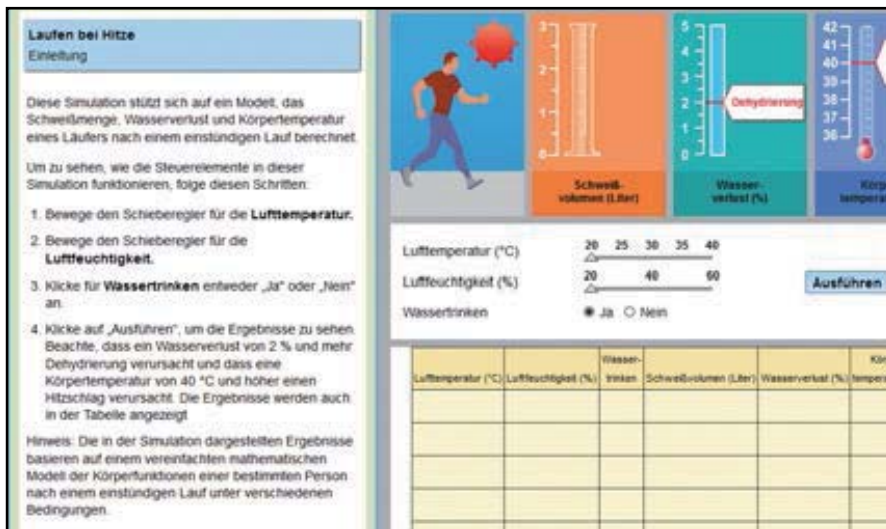 Laufen bei Hitze
Einleitung
Diese Simulation stützt sich auf ein Modell, das
Schweißmenge, Wasserverlust und Körpertemperatur
eines Läufers nach einem einstündigen Lauf berechnet.
Um zu sehen, wie die Steuerelemente in dieser
Simulation funktionieren, folge diesen Schritten:
1. Bewege den Schieberegler für die Lufttemperatur.
2. Bewege den Schieberegler für die
Luftfeuchtigkeit.
3. Klicke für Wassertrinken entweder „Ja" oder „Nein"
an.
4. Klicke auf „Ausführen", um die Ergebnisse zu sehen.
Beachte, dass ein Wasserverlust von 2 % und mehr
Dehydrierung verursacht und dass eine
Körpertemperatur von 40 °C und höher einen
Hitzschlag verursacht. Die Ergebnisse werden auch
in der Tabelle angezeigt.
Hinweis: Die in der Simulation dargestellten Ergebnisse
basieren auf einem vereinfachten mathematischen
Modell der Körperfunktionen einer bestimmten Person
nach einem einstündigen Lauf unter verschiedenen
Bedingungen.
3
2
1
0
Schweiß-
volumen (Liter)
5
4
3
2
1
0
Dehydrierung
Wasser-
verlust (%)
42
41
40
39
38
37
36
Körp
temperat
Lufttemperatur (°C) 20 25 30 35 40
Luftfeuchtigkeit (%) 20 40 60
Ausführen
Wassertrinken Ja Nein
Lufttemperatur (°C) Luftfeuchtigkeit (%) Wasser-
trinken Schweißvolumen (Liter) Wasserverlust (%) Kör
temperat